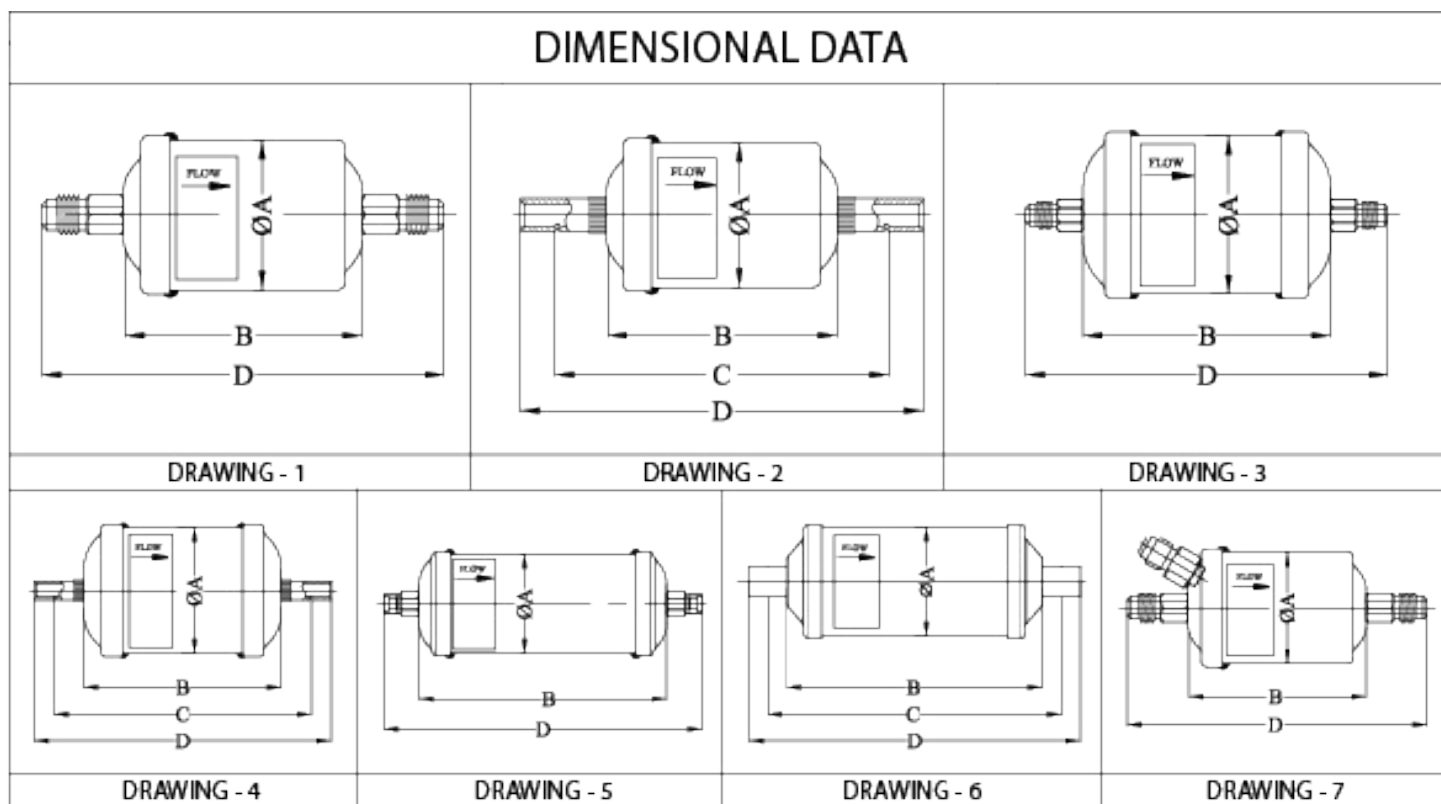 DIMENSIONAL DATA
FLOW
ØA
B
D
FLOW
ØA
B
C
D
FLOW
ØA
B
D
DRAWING - 1
DRAWING - 2
DRAWING - 3
FLOW
ØA
B
C
D
FLOW
ØA
B
D
FLOW
ØA
B
C
D
FLOW
ØA
B
D
DRAWING - 4
DRAWING - 5
DRAWING - 6
DRAWING - 7